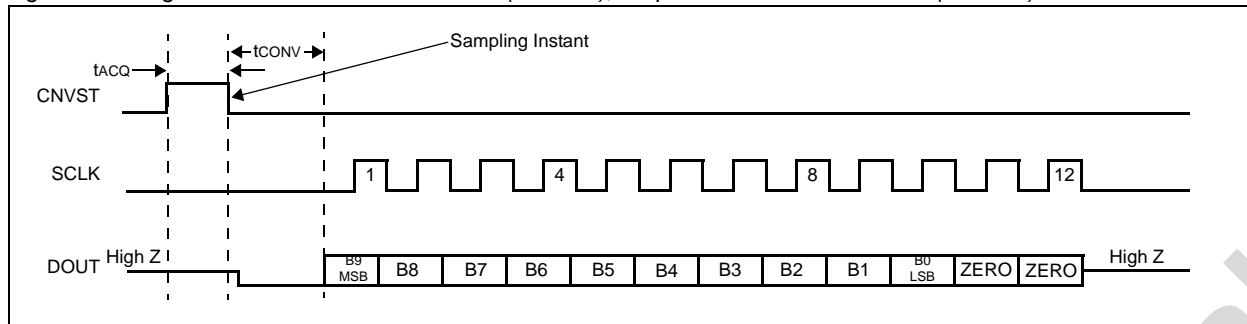 tCONV
Sampling Instant
tACQ
CNVST
SCLK
1 4 8 12
DOUT
High Z
B9 MSB B8 B7 B6 B5 B4 B3 B2 B1 B0 LSB ZERO ZERO
High Z